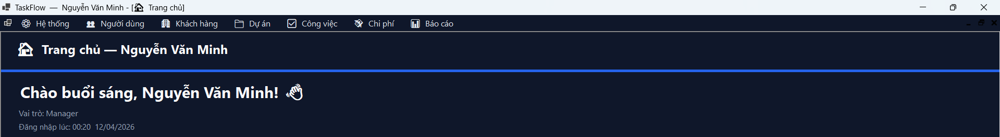 TaskFlow — Nguyễn Văn Minh - [🏠 Trang chủ]
Hệ thống Người dùng Khách hàng Dự án Công việc Chi phí Báo cáo
Trang chủ — Nguyễn Văn Minh
Chào buổi sáng, Nguyễn Văn Minh! 👋
Vai trò: Manager
Đăng nhập lúc: 00:20 12/04/2026